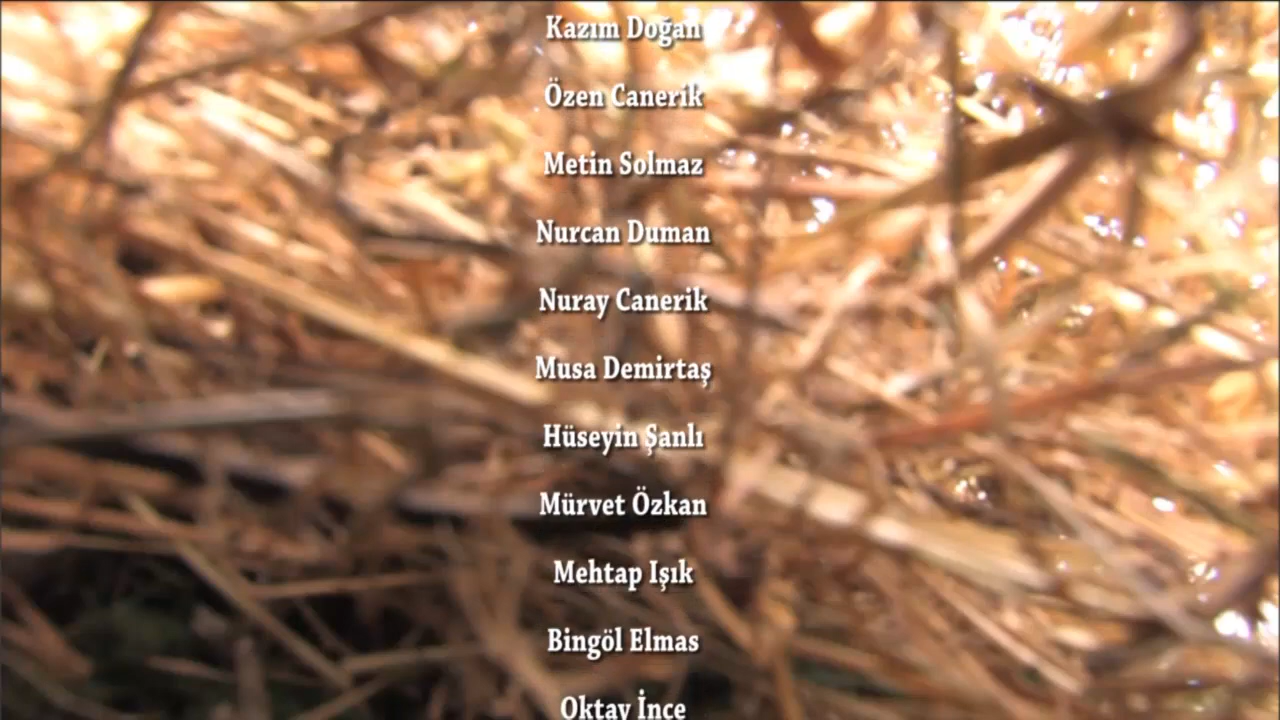 Kazım Doğan
Özen Canerik
Metin Solmaz
Nurcan Duman
Nuray Canerik
Musa Demirtaş
Hüseyin Şanlı
Mürvet Özkan
Mehtap Işık
Bingöl Elmas
Oktay İnce